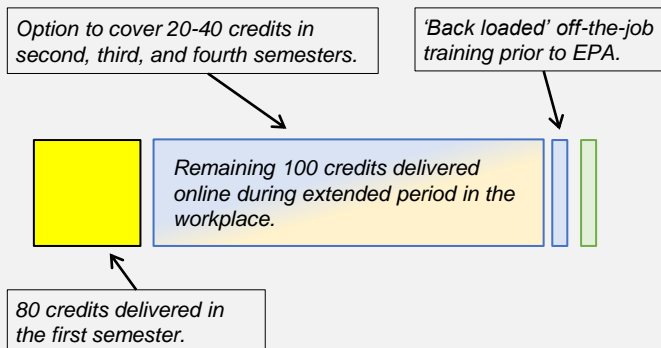 Option to cover 20-40 credits in
second, third, and fourth semesters.
‘Back loaded’ off-the-job
training prior to EPA.
Remaining 100 credits delivered
online during extended period in the
workplace.
80 credits delivered in
the first semester.